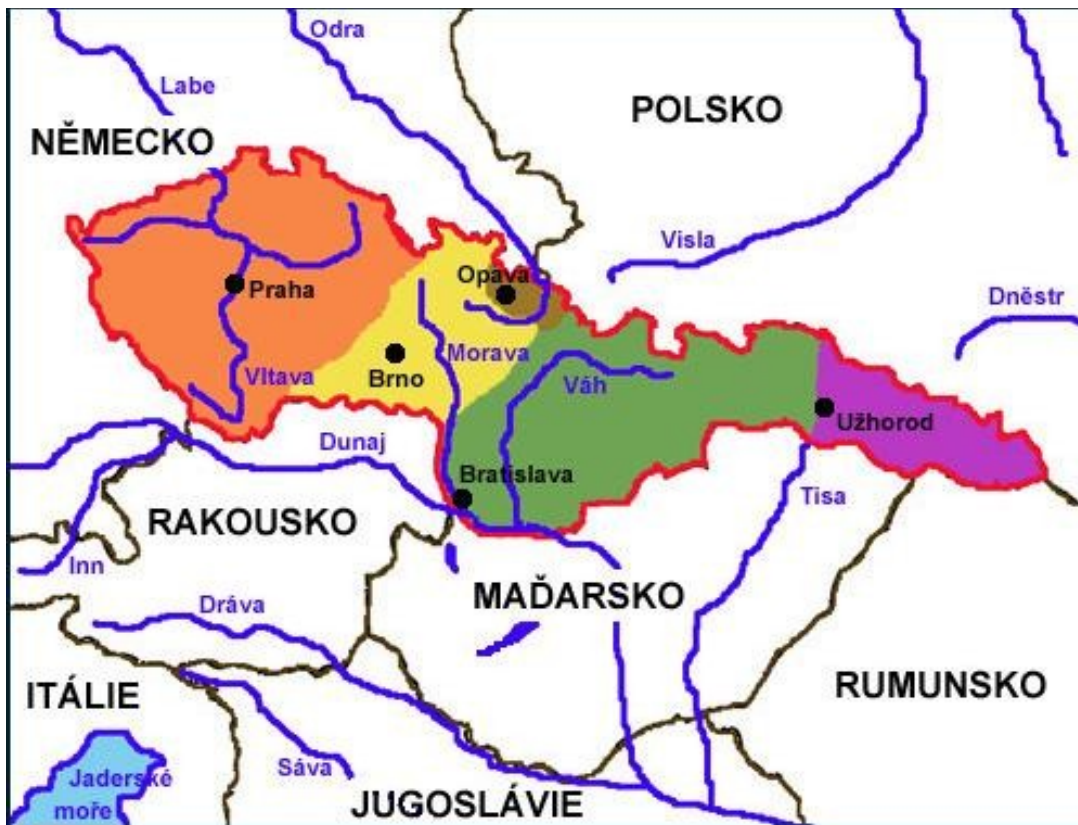 Odra
Labe
POLSKO
NĚMECKO
Visla
Opava
Praha
Dněstr
Morava
Vltava
Brno
Váh
Užhorod
Dunaj
Bratislava
Tisa
RAKOUSKO
Inn
MAĎARSKO
Dráva
RUMUNSKO
ITÁLIE
Sáva
Jaderské
moře
JUGOSLÁVIE